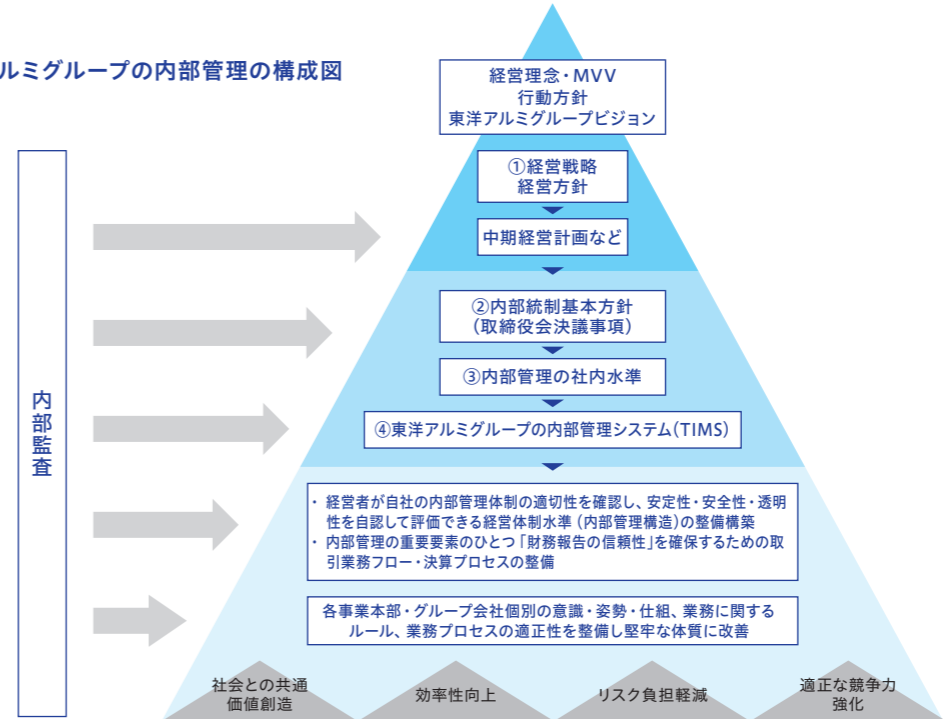 ルミグループの内部管理の構成図
経営理念・MVV
行動方針
東洋アルミグループビジョン
①経営戦略
経営方針
中期経営計画など
②内部統制基本方針
(取締役会決議事項)
③内部管理の社内水準
④東洋アルミグループの内部管理システム(TIMS)
内部監査
・ 経営者が自社の内部管理体制の適切性を確認し、安定性・安全性・透明
性を自認して評価できる経営体制水準(内部管理構造)の整備構築
・ 内部管理の重要要素のひとつ「財務報告の信頼性」を確保するための取
引業務フロー・決算プロセスの整備
各事業本部・グループ会社個別の意識・姿勢・仕組、業務に関する
ルール、業務プロセスの適正性を整備し堅牢な体質に改善
社会との共通
価値創造
効率性向上
リスク負担軽減
適正な競争力
強化